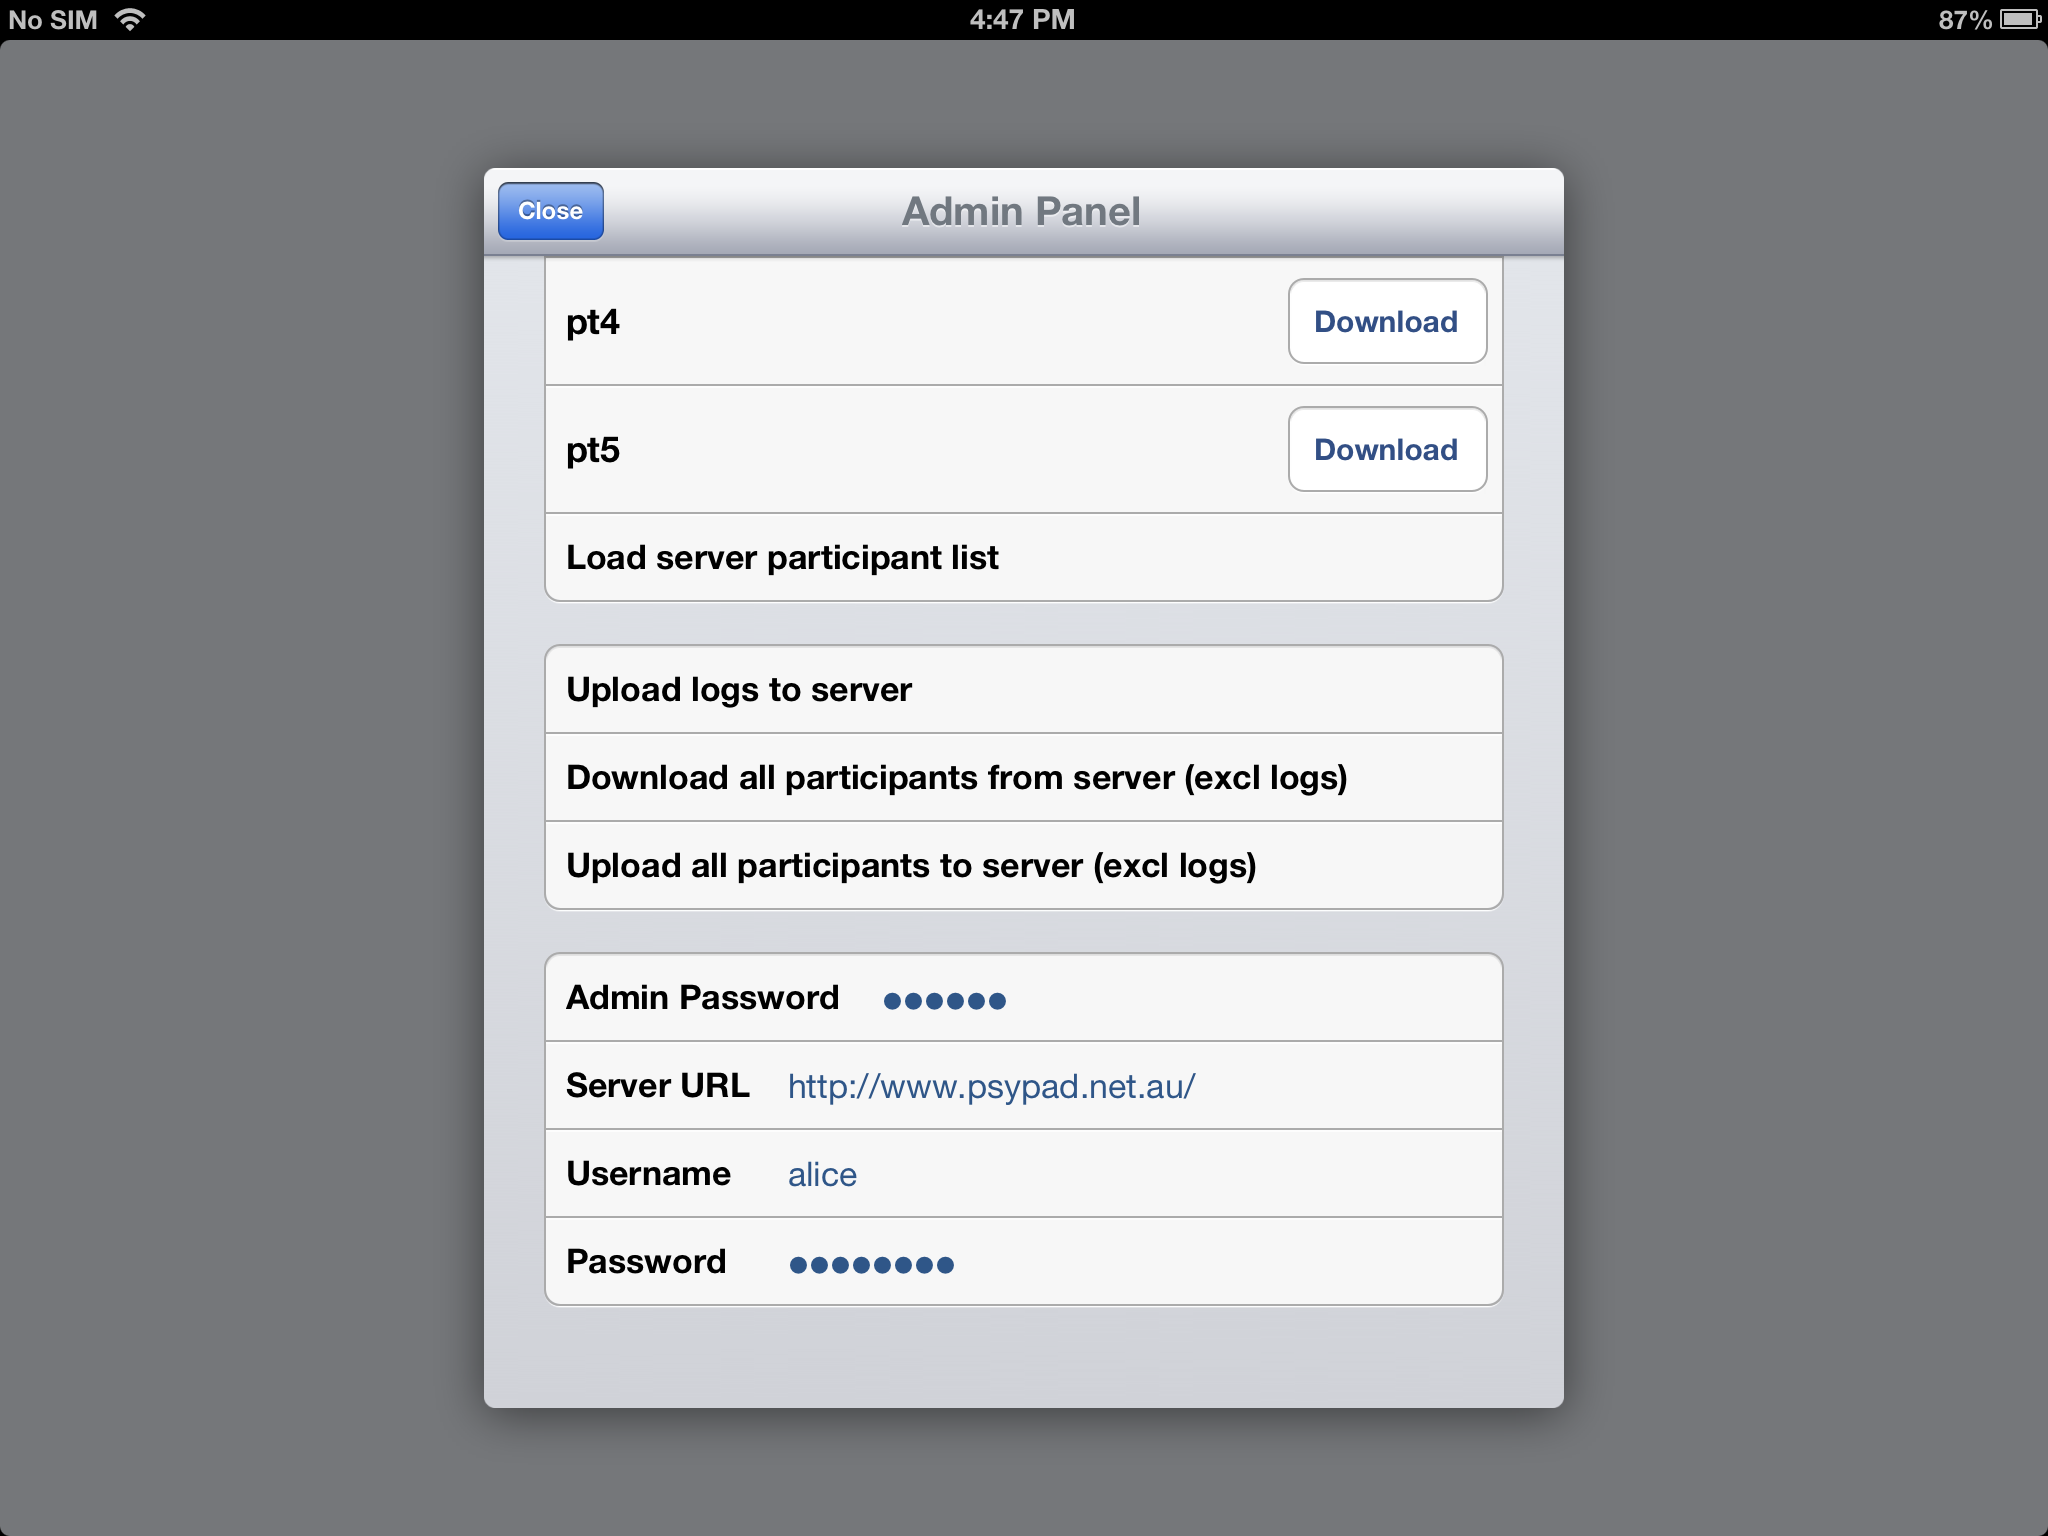 No SIM 4:47 PM 87%
Close Admin Panel
pt4 Download
pt5 Download
Load server participant list
Upload logs to server
Download all participants from server (excl logs)
Upload all participants to server (excl logs)
Admin Password ●●●●●●
Server URL http://www.psypad.net.au/
Username alice
Password ●●●●●●●●